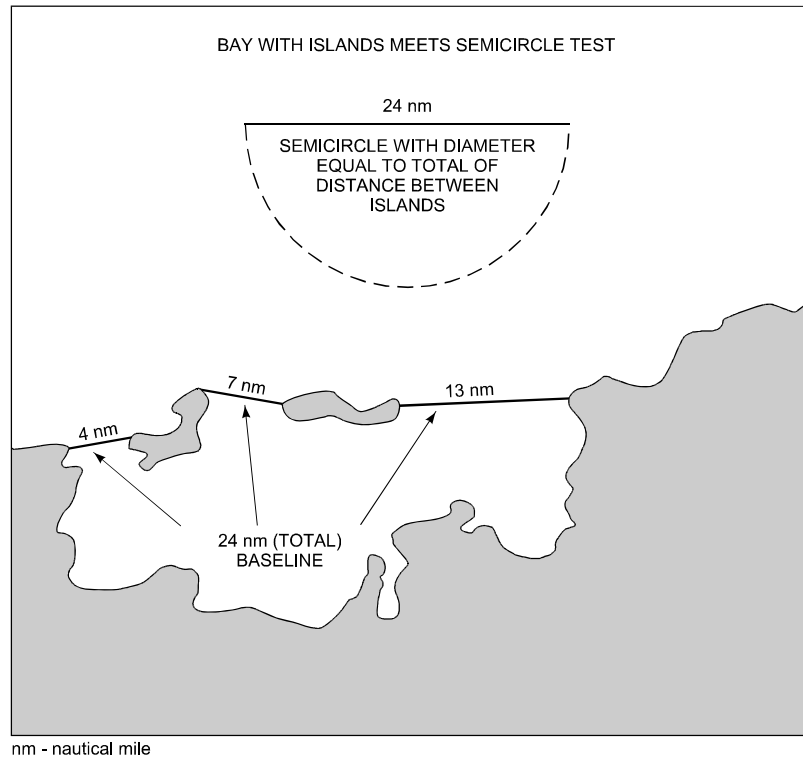 BAY WITH ISLANDS MEETS SEMICIRCLE TEST
24 nm
SEMICIRCLE WITH DIAMETER
EQUAL TO TOTAL OF
DISTANCE BETWEEN
ISLANDS
4 nm
7 nm
13 nm
24 nm (TOTAL)
BASELINE
nm - nautical mile